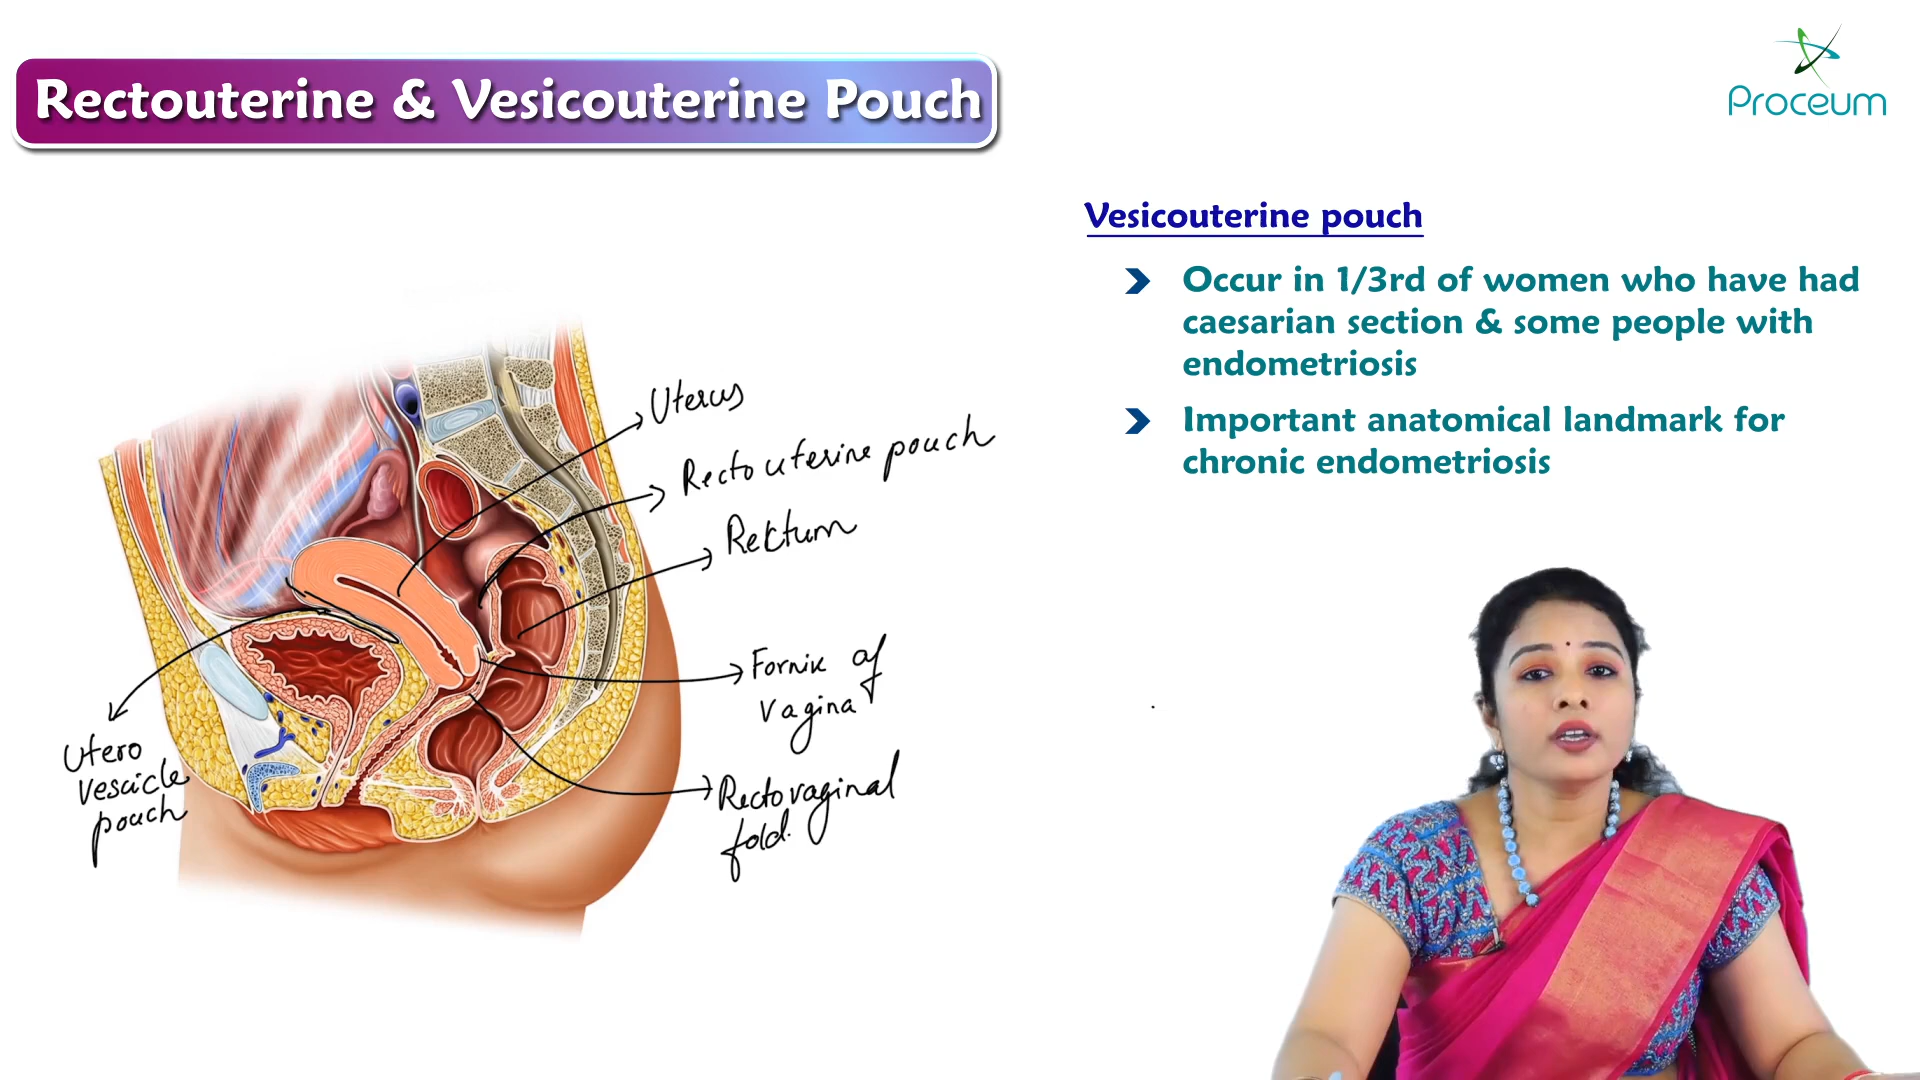 Rectouterine & Vesicouterine Pouch
Proceum
Vesicouterine pouch
Occur in 1/3rd of women who have had
caesarian section & some people with
endometriosis
Important anatomical landmark for
chronic endometriosis
Uterus
Recto uterine pouch
Rectum
Fornix of
vagina
Rectovaginal
fold.
Utero
vescicle
pouch